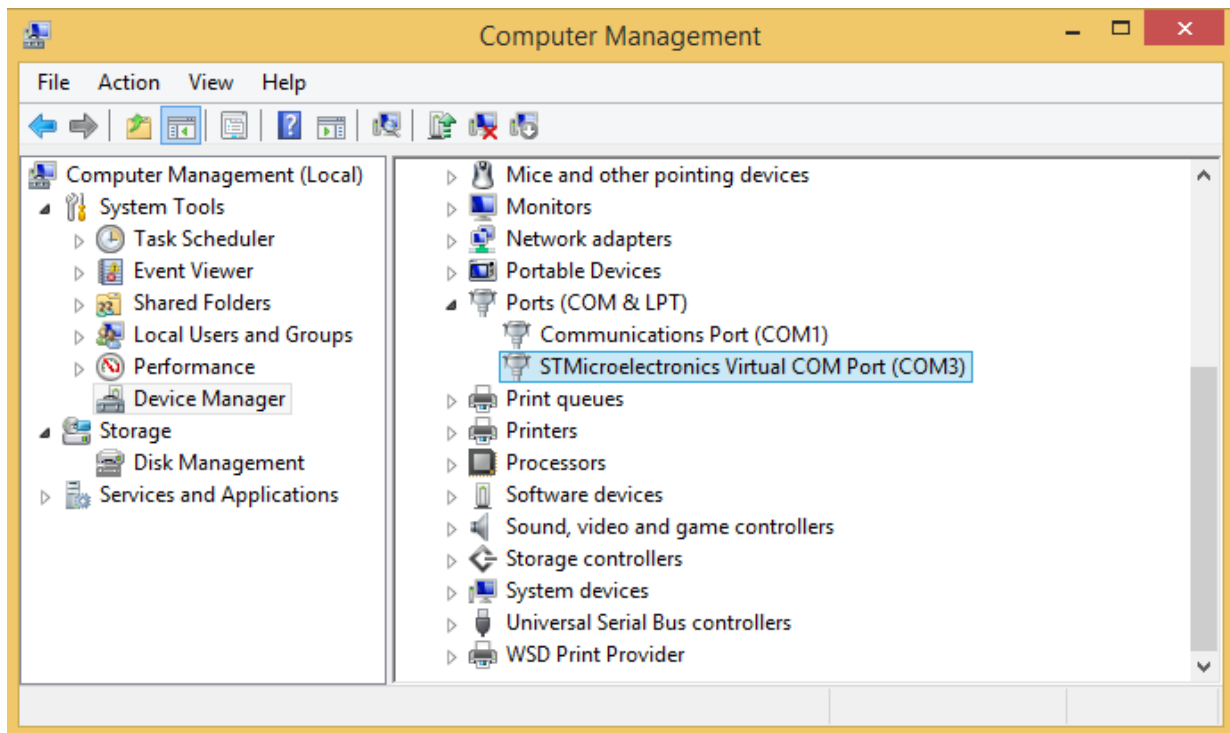 Computer Management
File Action View Help
Computer Management (Local)
System Tools
Task Scheduler
Event Viewer
Shared Folders
Local Users and Groups
Performance
Device Manager
Storage
Disk Management
Services and Applications
Mice and other pointing devices
Monitors
Network adapters
Portable Devices
Ports (COM & LPT)
Communications Port (COM1)
STMicroelectronics Virtual COM Port (COM3)
Print queues
Printers
Processors
Software devices
Sound, video and game controllers
Storage controllers
System devices
Universal Serial Bus controllers
WSD Print Provider